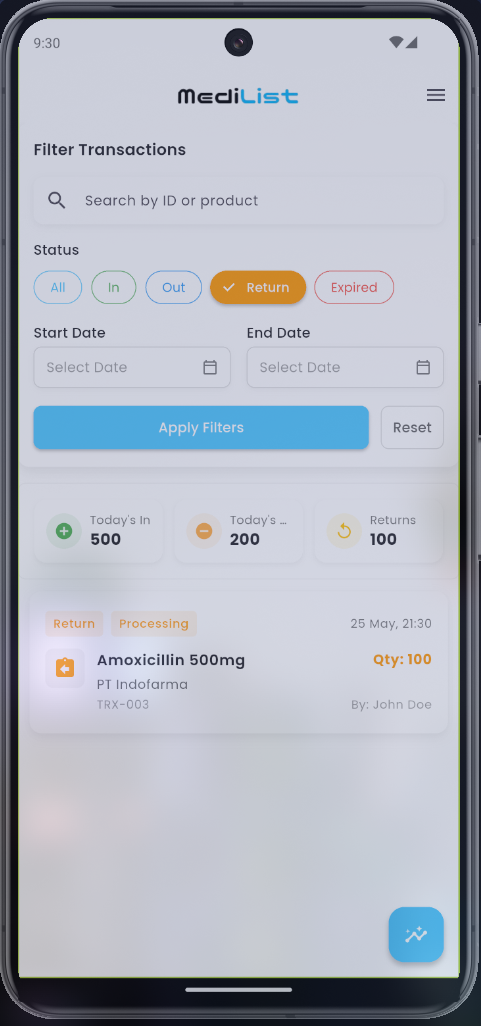 9:30
MediList
Filter Transactions
Search by ID or product
Status
All In Out Return Expired
Start Date End Date
Select Date Select Date
Apply Filters Reset
Today's In Today's ... Returns
500 200 100
Return Processing 25 May, 21:30
Amoxicillin 500mg Qty: 100
PT Indofarma
TRX-003 By: John Doe